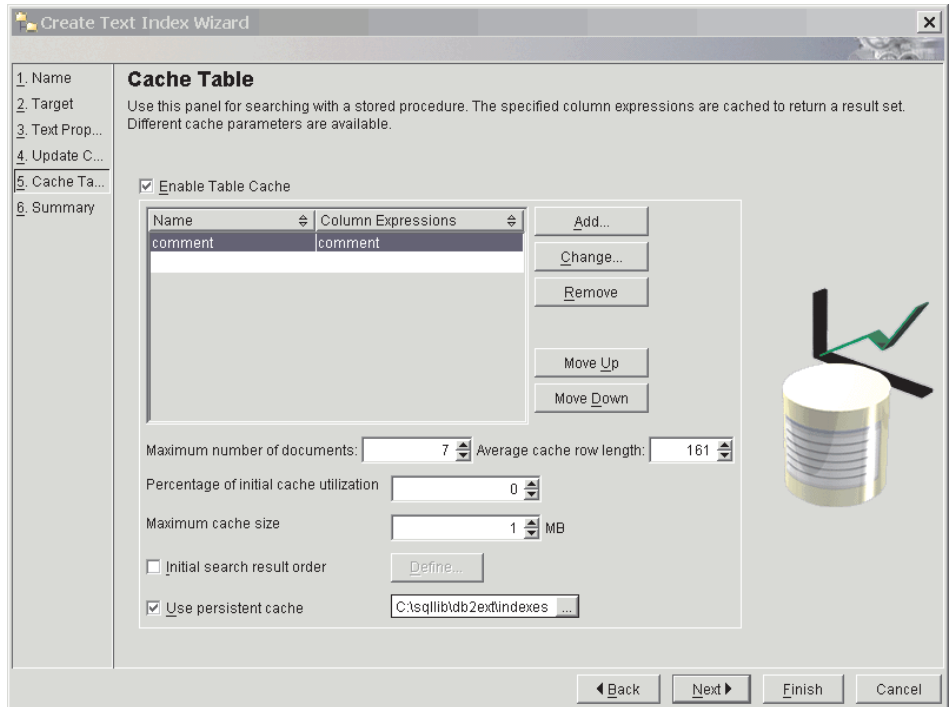 Create Text Index Wizard
1. Name
2. Target
3. Text Prop...
4. Update C...
5. Cache Ta...
6. Summary
Cache Table
Use this panel for searching with a stored procedure. The specified column expressions are cached to return a result set.
Different cache parameters are available.
Enable Table Cache
Name Column Expressions
comment comment
Add...
Change...
Remove
Move Up
Move Down
Maximum number of documents: 7 Average cache row length: 161
Percentage of initial cache utilization 0
Maximum cache size 1 MB
Initial search result order Define...
Use persistent cache C:\sqllib\db2ext\indexes ...
Back Next Finish Cancel